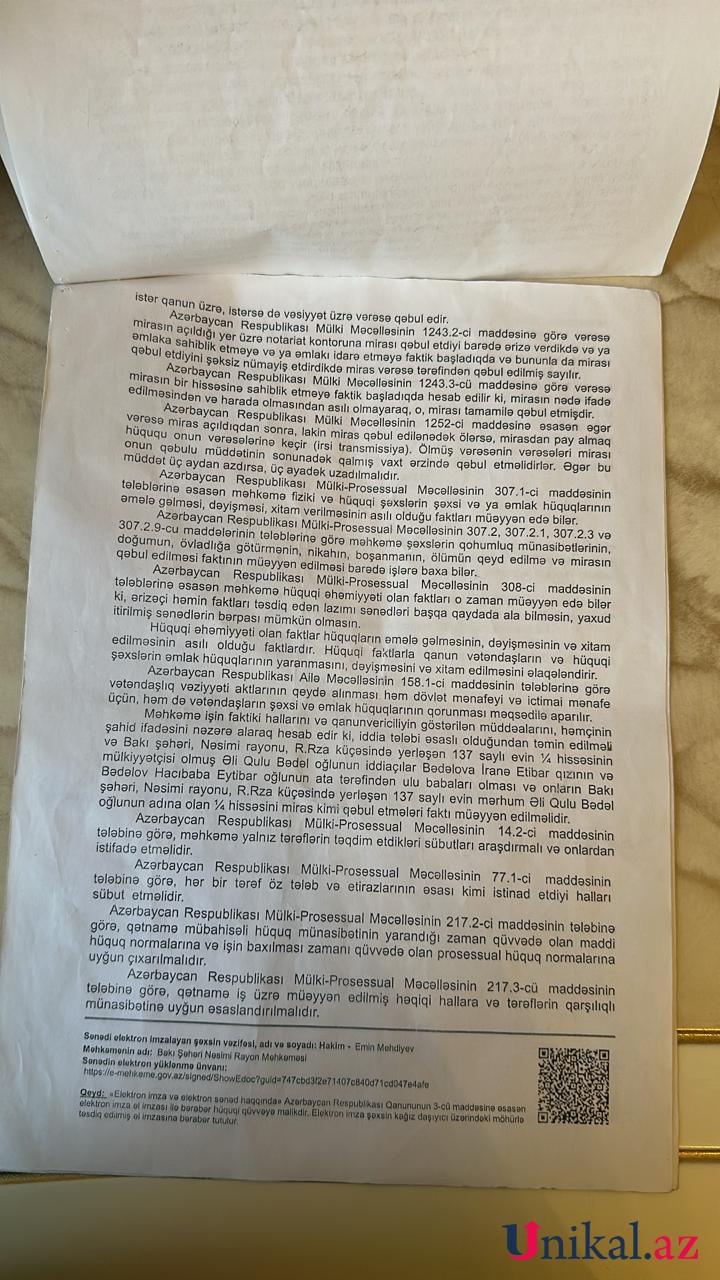 istər qanun üzrə, istərsə də vəsiyyət üzrə vərəsə qəbul edir.
Azərbaycan Respublikası Mülki Məcəlləsinin 1243.2-ci maddəsinə görə vərəsə
mirasın açıldığı yer üzrə notariat kontoruna mirası qəbul etdiyi barədə ərizə verdikdə və ya
əmlaka sahiblik etməyə və ya əmlakı idarə etməyə faktik başladıqda və bununla da mirası
qəbul etdiyini şəksiz nümayiş etdirdikdə miras vərəsə tərəfindən qəbul edilmiş sayılır.
Azərbaycan Respublikası Mülki Məcəlləsinin 1243.3-cü maddəsinə görə vərəsə
mirasın bir hissəsinə sahiblik etməyə faktik başladıqda hesab edilir ki, mirasın nədə ifadə
edilməsindən və harada olmasından asılı olmayaraq, o, mirası tamamilə qəbul etmişdir.
Azərbaycan Respublikası Mülki Məcəlləsinin 1252-ci maddəsinə əsasən əgər
vərəsə miras açıldıqdan sonra, lakin miras qəbul edilənədək ölərsə, mirasdan pay almaq
hüququ onun vərəsələrinə keçir (irsi transmissiya). Ölmüş vərəsənin vərəsələri mirası
onun qəbulu müddətinin sonunadək qalmış vaxt ərzində qəbul etməlidirlər. Əgər bu
müddət üç aydan azdırsa, üç ayadək uzadılmalıdır.
Azərbaycan Respublikası Mülki-Prosessual Məcəlləsinin 307.1-ci maddəsinin
tələblərinə əsasən məhkəmə fiziki və hüquqi şəxslərin şəxsi və ya əmlak hüquqlarının
əmələ gəlməsi, dəyişməsi, xitam verilməsinin asılı olduğu faktları müəyyen edə bilər.
Azərbaycan Respublikası Mülki-Prosessual Məcəlləsinin 307.2, 307.2.1, 307.2.3 və
307.2.9-cu maddələrinin tələblərinə görə məhkəmə şəxslərin qohumluq münasibətlərinin,
doğumun, övladlığa götürmənin, nikahın, boşanmanın, ölümün qeyd edilmə və mirasın
qəbul edilməsi faktının müəyyen edilməsi barədə işlərə baxa bilər.
Azərbaycan Respublikası Mülki-Prosessual Məcəlləsinin 308-ci maddəsinin
tələblərinə əsasən məhkəmə hüquqi əhəmiyyəti olan faktları o zaman müəyyen edə bilər
ki, ərizəçi həmin faktları təsdiq edən lazımı sənədləri başqa qaydada ala bilməsin, yaxud
itirilmiş sənədlərin bərpası mümkün olmasın.
Hüquqi əhəmiyyəti olan faktlar hüquqların əmələ gəlməsinin, dəyişməsinin və xitam
edilməsinin asılı olduğu faktlardır. Hüquqi faktlarla qanun vətəndaşların və hüquqi
şəxslərin əmlak hüquqlarının yaranmasını, dəyişməsini və xitam edilməsini əlaqələndirir.
Azərbaycan Respublikası Ailə Məcəlləsinin 158.1-ci maddəsinin tələblərinə görə
vətəndaşlıq vəziyyəti aktlarının qeydə alınması həm dövlət mənafeyi və ictimai mənafe
üçün, həm də vətəndaşların şəxsi və əmlak hüquqlarının qorunması məqsədilə aparılır.
Məhkəmə işin faktiki hallarını və qanunvericiliyin göstərilən müddəalarını, həmçinin
şahid ifadəsini nəzərə alaraq hesab edir ki, iddia tələbi əsaslı olduğundan təmin edilməli
və Bakı şəhəri, Nəsimi rayonu, R.Rza küçəsində yerləşən 137 saylı evin ¼ hissəsinin
mülkiyyətçisi olmuş Əli Qulu Bədəl oğlunun iddiaçılar Bədəlova İranə Etibar qızının və
Bədəlov Hacıbaba Eytibar oğlunun ata tərəfindən ulu babaları olması və onların Bakı
şəhəri, Nəsimi rayonu, R.Rza küçəsində yerləşən 137 saylı evin mərhum Əli Qulu Bədəl
oğlunun adına olan ¼ hissəsini miras kimi qəbul etmələri faktı müəyyen edilməlidir.
Azərbaycan Respublikası Mülki-Prosessual Məcəlləsinin 14.2-ci maddəsinin
tələbinə görə, məhkəmə yalnız tərəflərin təqdim etdikləri sübutları araşdırmalı və onlardan
istifadə etməlidir.
Azərbaycan Respublikası Mülki-Prosessual Məcəlləsinin 77.1-ci maddəsinin
tələbinə görə, hər bir tərəf öz tələb və etirazlarının əsası kimi istinad etdiyi halları
sübut etməlidir.
Azərbaycan Respublikası Mülki-Prosessual Məcəlləsinin 217.2-ci maddəsinin tələbinə
görə, qətnamə mübahisəli hüquq münasibətinin yarandığı zaman qüvvədə olan maddi
hüquq normalarına və işin baxılması zamanı qüvvədə olan prosessual hüquq normalarına
uyğun çıxarılmalıdır.
Azərbaycan Respublikası Mülki-Prosessual Məcəlləsinin 217.3-cü maddəsinin
tələbinə görə, qətnamə iş üzrə müəyyen edilmiş həqiqi hallara və tərəflərin qarşılıqlı
münasibətinə uyğun əsaslandırılmalıdır.
Sənədi elektron imzalayan şəxsin vəzifəsi, adı və soyadı: Hakim - Emin Mehdiyev
Məhkəmənin adı: Bakı Şəhəri Nəsimi Rayon Məhkəməsi
Sənədin elektron yüklənmə ünvanı:
https://e-mehkeme.gov.az/signed/ShowEdoc?guid=747cbd3f2e71407c840d71cd047e4afe
Qeyd: «Elektron imza və elektron sənəd haqqında» Azərbaycan Respublikası Qanununun 3-cü maddəsinə əsasən
elektron imza əl imzası ilə bərabər hüquqi qüvvəyə malikdir. Elektron imza şəxsin kağız daşıyıcı üzərindəki möhürlə
təsdiq edilmiş əl imzasına bərabər tutulur.
Unikal.az